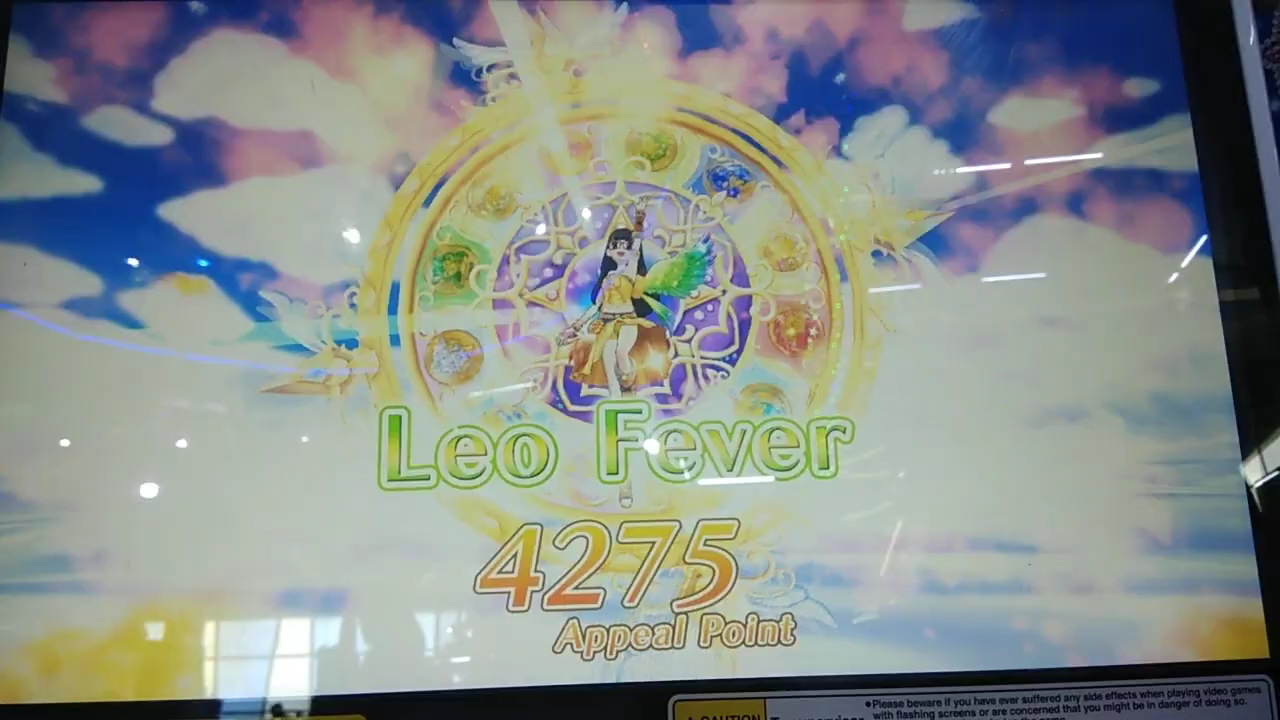 Leo Fever
4275
Appeal Point
•Please beware if you have ever suffered any side effects when playing video games
CAUTION
with flashing screens or are concerned that you might be in danger of doing so.